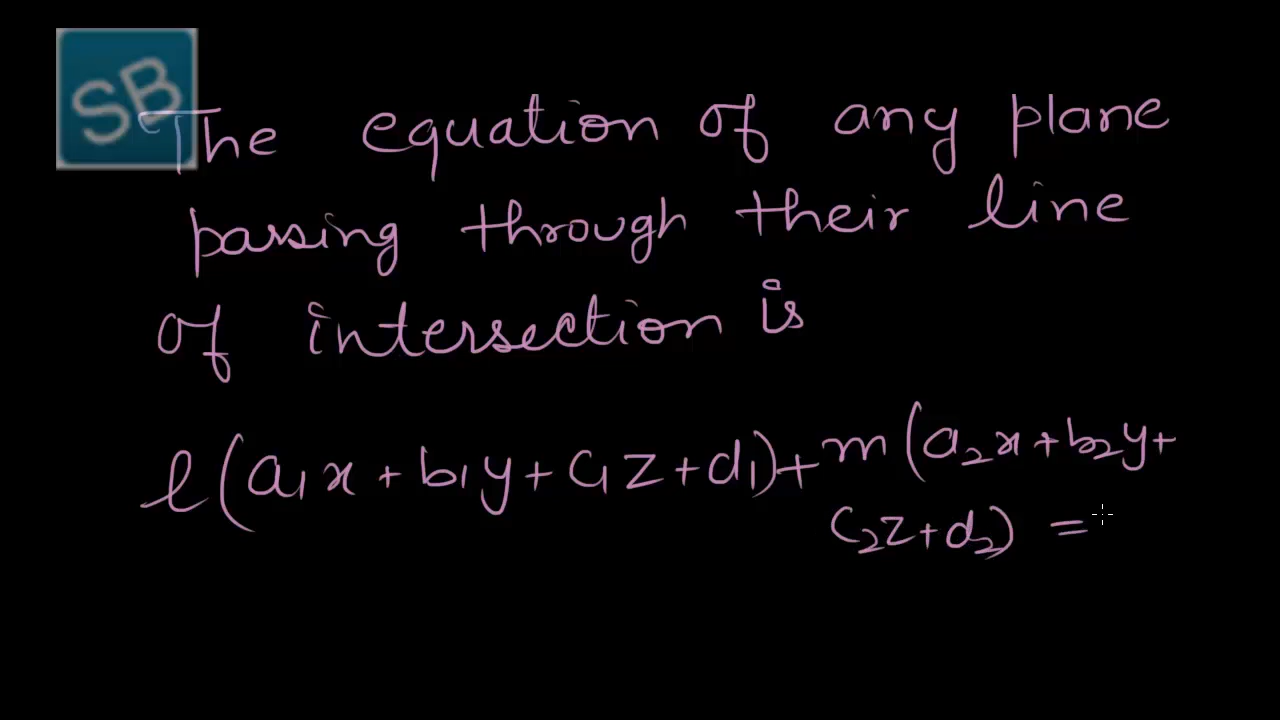 SB
The equation of any plane
passing through their line
of intersection is
l(a₁x+b₁y+c₁z+d₁)+m(a₂x+b₂y+
c₂z+d₂) =